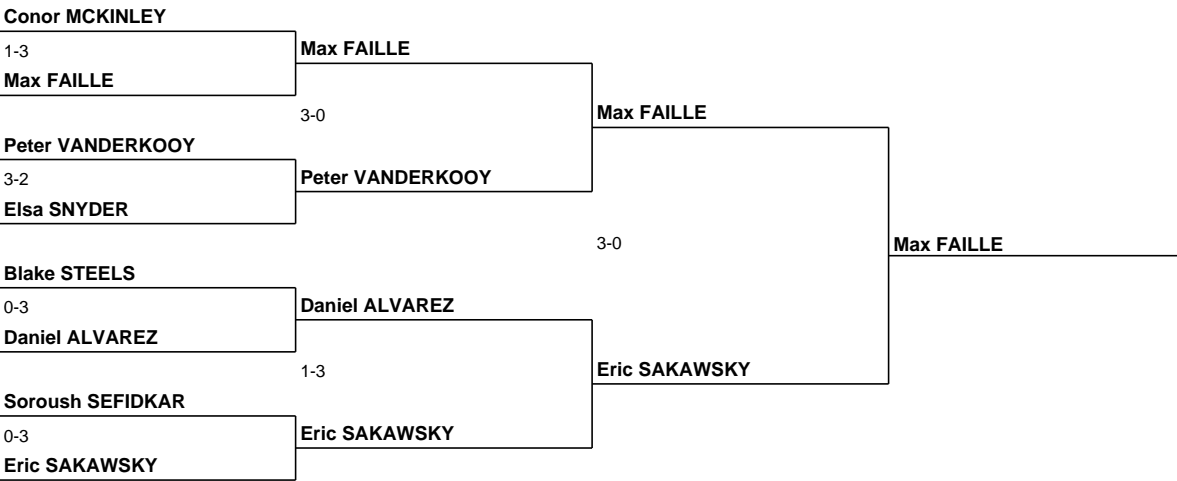 Conor MCKINLEY
1-3
Max FAILLE
Peter VANDERKOOY
3-2
Elsa SNYDER
Blake STEELS
0-3
Daniel ALVAREZ
Soroush SEFIDKAR
0-3
Eric SAKAWSKY
Max FAILLE
3-0
Peter VANDERKOOY
Daniel ALVAREZ
1-3
Eric SAKAWSKY
Max FAILLE
3-0
Eric SAKAWSKY
Max FAILLE